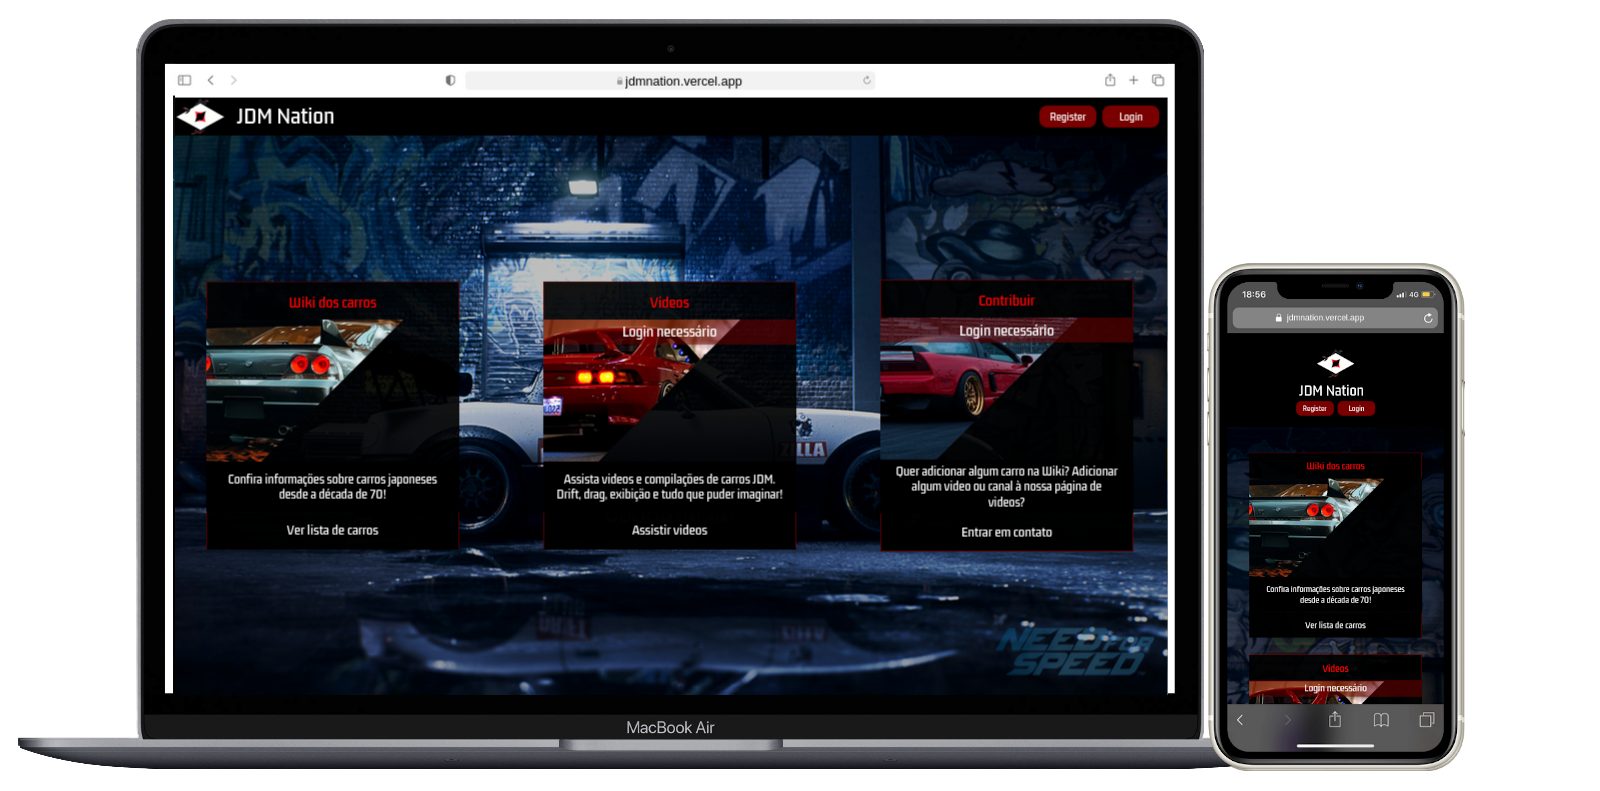 jdmnation.vercel.app
JDM Nation
Register
Login
Wiki dos carros
Confira informações sobre carros japoneses
desde a década de 70!
Ver lista de carros
Videos
Login necessário
Assista videos e compilações de carros JDM.
Drift, drag, exibição e tudo que puder imaginar!
Assistir videos
Contribuir
Login necessário
Quer adicionar algum carro na Wiki? Adicionar
algum video ou canal à nossa página de
videos?
Entrar em contato
ZILLA
NEED FOR
SPEED
MacBook Air
18:56
4G
jdmnation.vercel.app
JDM Nation
Register
Login
Wiki dos carros
Confira informações sobre carros japoneses
desde a década de 70!
Ver lista de carros
Videos
Login necessário